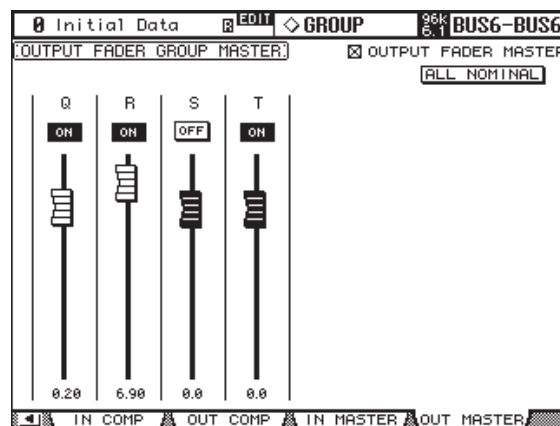 0 Initial Data R EDIT ◇ GROUP 96k 6.1 BUS6-BUS6
OUTPUT FADER GROUP MASTER ☒ OUTPUT FADER MASTER
ALL NOMINAL
Q R S T
ON ON OFF ON
0.20 6.90 0.0 0.0
IN COMP OUT COMP IN MASTER OUT MASTER